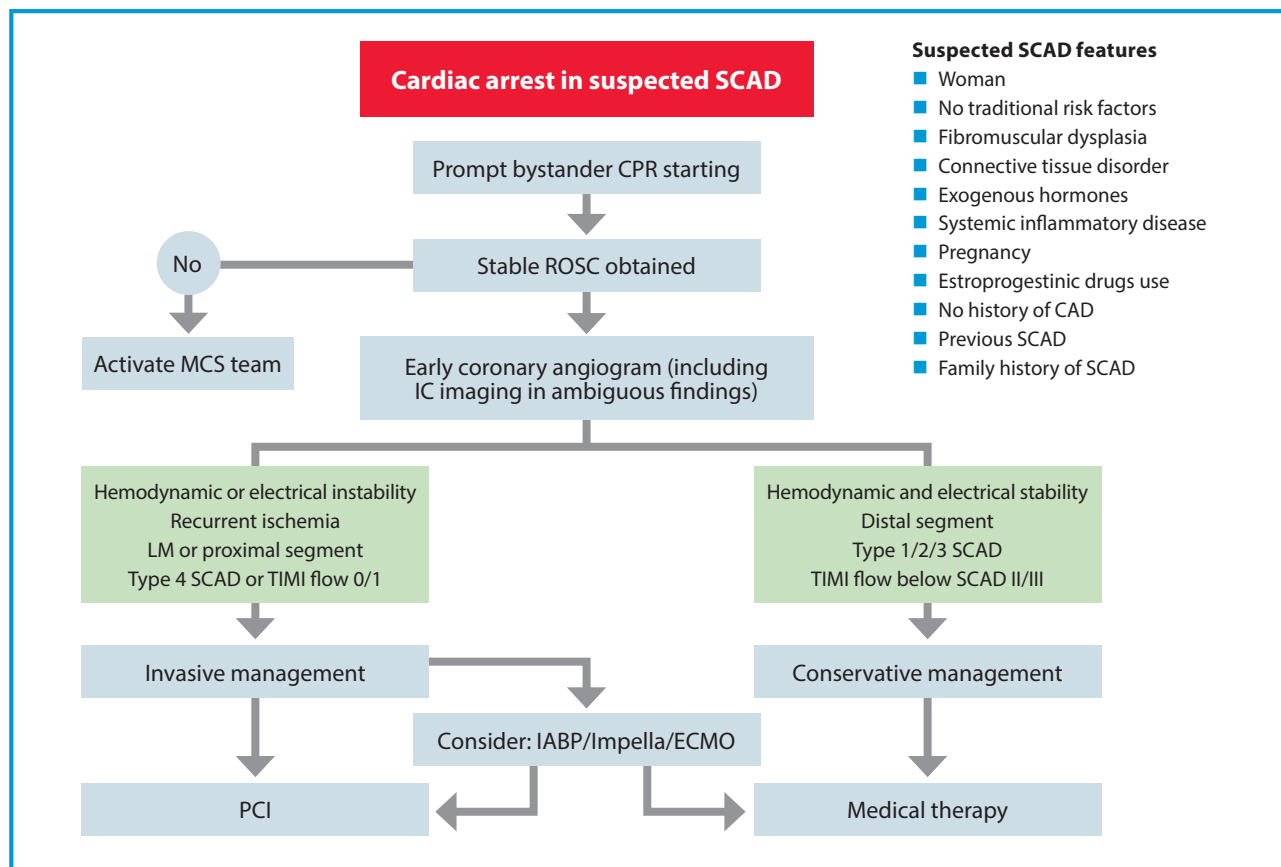 Cardiac arrest in suspected SCAD
Prompt bystander CPR starting
No
Stable ROSC obtained
Activate MCS team
Early coronary angiogram (including
IC imaging in ambiguous findings)
Hemodynamic or electrical instability
Recurrent ischemia
LM or proximal segment
Type 4 SCAD or TIMI flow 0/1
Hemodynamic and electrical stability
Distal segment
Type 1/2/3 SCAD
TIMI flow below SCAD II/III
Invasive management
Conservative management
Consider: IABP/Impella/ECMO
PCI
Medical therapy
Suspected SCAD features
Woman
No traditional risk factors
Fibromuscular dysplasia
Connective tissue disorder
Exogenous hormones
Systemic inflammatory disease
Pregnancy
Estroprogestinic drugs use
No history of CAD
Previous SCAD
Family history of SCAD